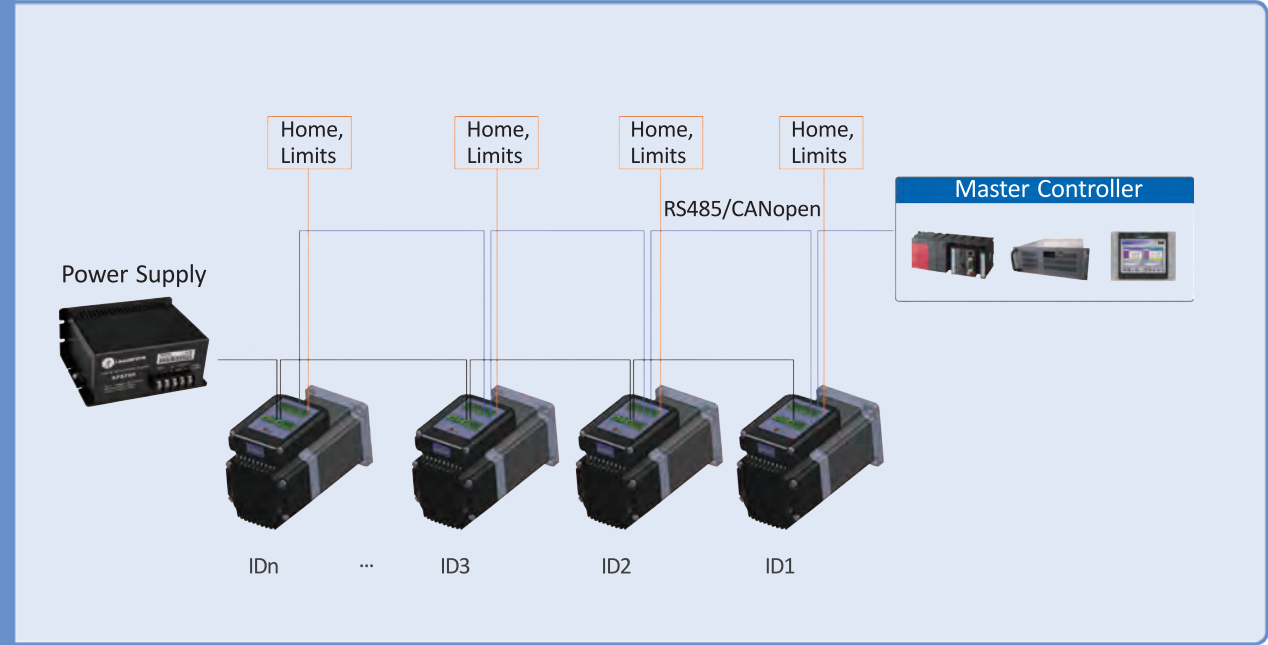 Home,
Limits
Home,
Limits
Home,
Limits
Home,
Limits
RS485/CANopen
Master Controller
Power Supply
IDn
...
ID3
ID2
ID1